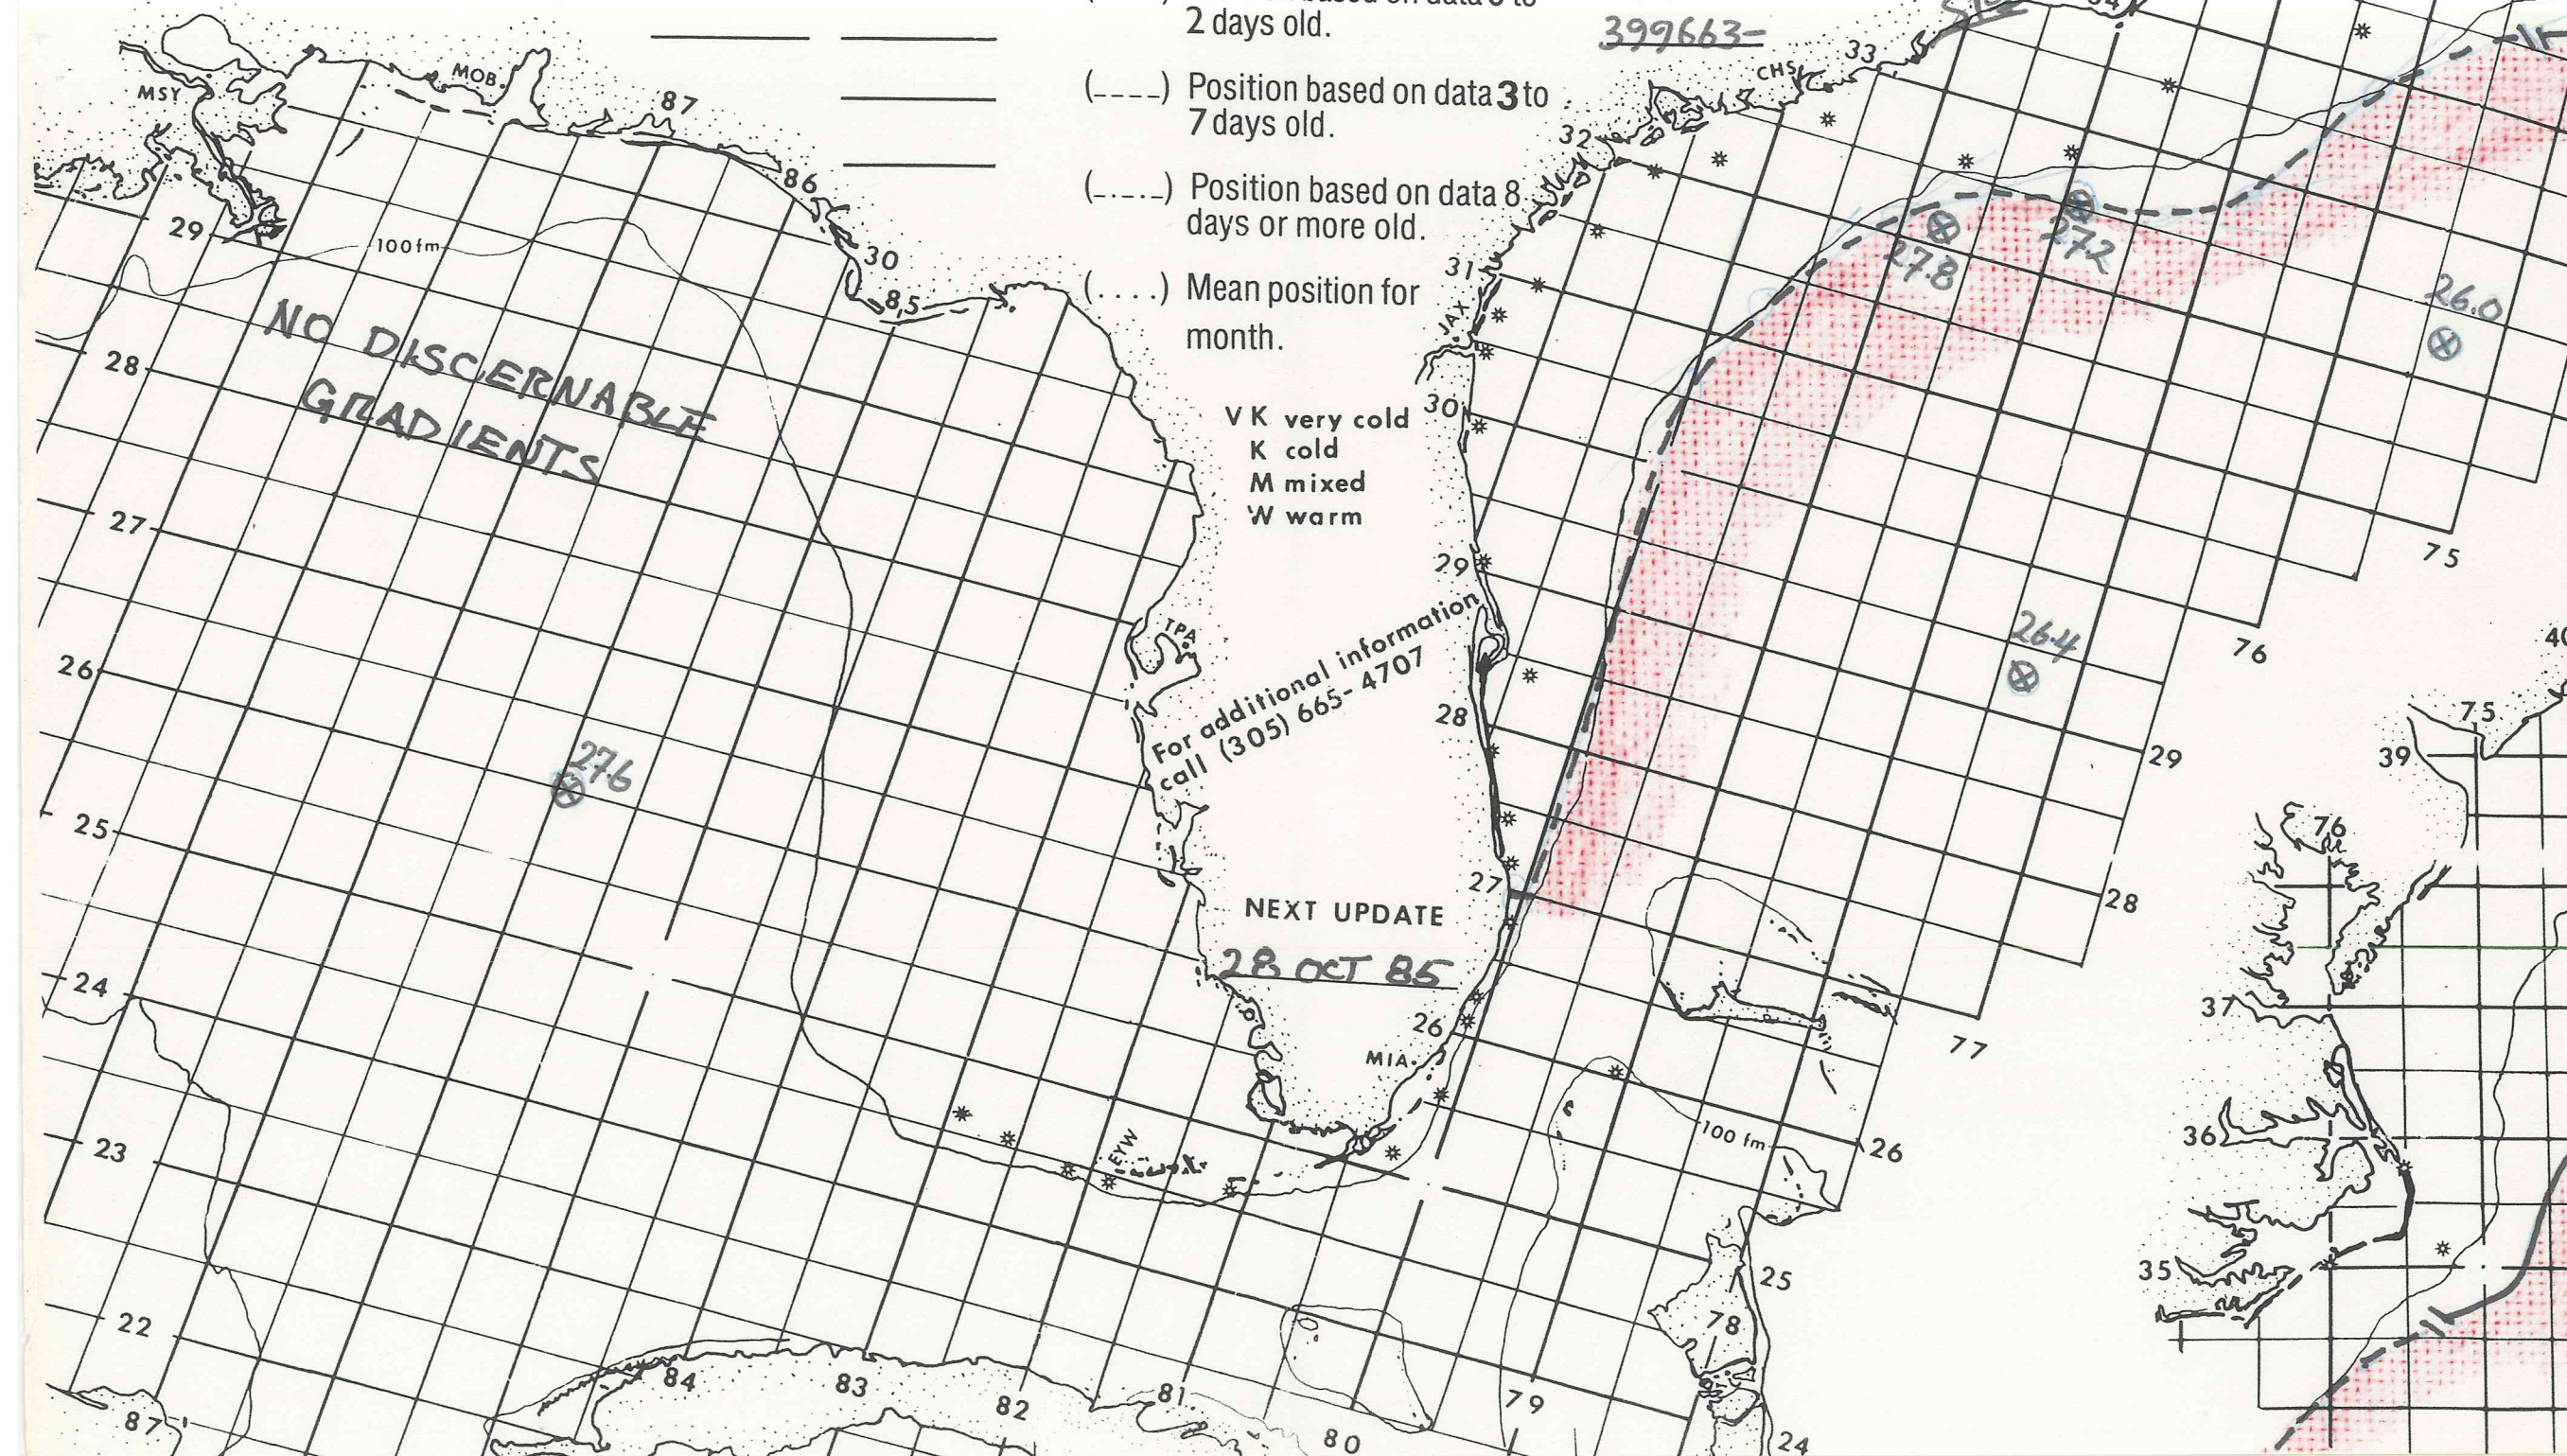 2 days old.
(----) Position based on data 3 to
7 days old.
(_._._) Position based on data 8
days or more old.
(....) Mean position for
month.
399663-
MSY
MOB.
87
86
30
85
29
100fm
28
27
26
25
24
23
22
NO DISCERNABLE
GRADIENTS
27.6
V K very cold
K cold
M mixed
W warm
TPA
For additional information
call (305) 665-4707
NEXT UPDATE
28 OCT 85
MIA.
EYW
CHS
33
32
31
JAX
30
29
28
27
26
27.8
27.2
26.0
26.4
75
76
29
28
77
100 fm
26
25
78
24
87
84
83
82
81
80
79
75
39
76
37
36
35